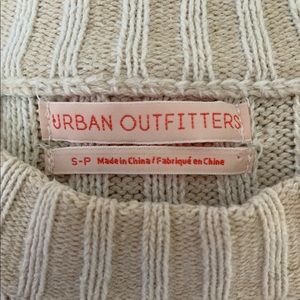 URBAN OUTFITTERS
S-P Made in China / Fabriqué en Chine